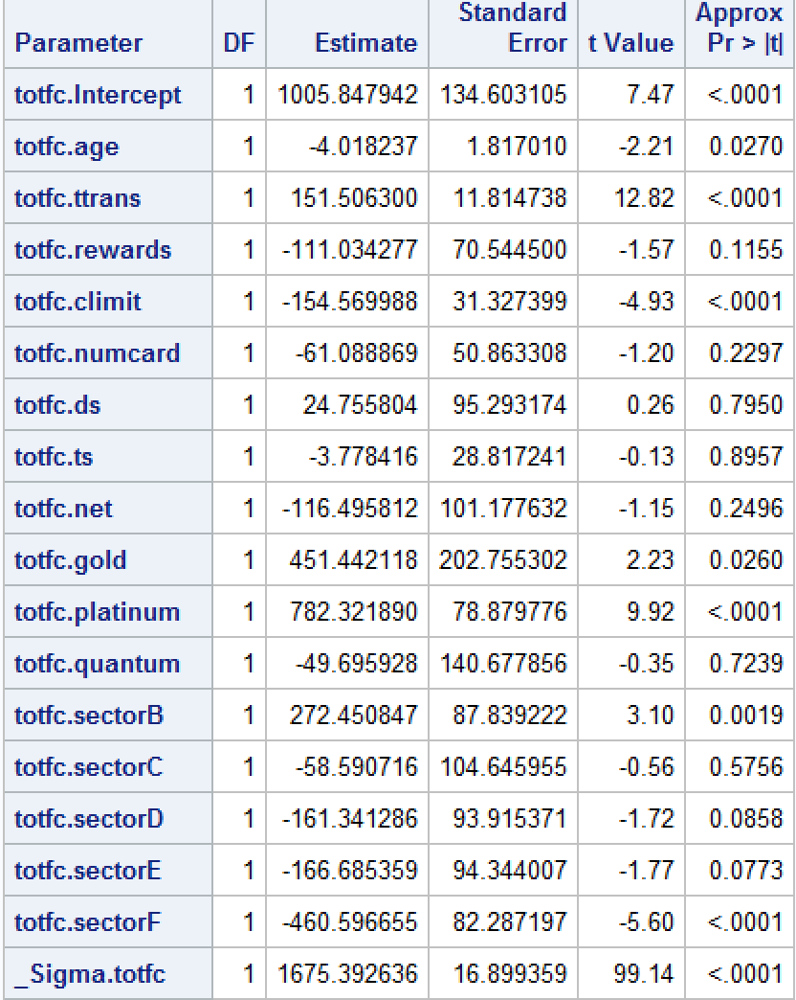 Parameter DF Estimate Standard Error t Value Approx Pr > |t|
totfc.Intercept 1 1005.847942 134.603105 7.47 <.0001
totfc.age 1 -4.018237 1.817010 -2.21 0.0270
totfc.ttrans 1 151.506300 11.814738 12.82 <.0001
totfc.rewards 1 -111.034277 70.544500 -1.57 0.1155
totfc.climit 1 -154.569988 31.327399 -4.93 <.0001
totfc.numcard 1 -61.088869 50.863308 -1.20 0.2297
totfc.ds 1 24.755804 95.293174 0.26 0.7950
totfc.ts 1 -3.778416 28.817241 -0.13 0.8957
totfc.net 1 -116.495812 101.177632 -1.15 0.2496
totfc.gold 1 451.442118 202.755302 2.23 0.0260
totfc.platinum 1 782.321890 78.879776 9.92 <.0001
totfc.quantum 1 -49.695928 140.677856 -0.35 0.7239
totfc.sectorB 1 272.450847 87.839222 3.10 0.0019
totfc.sectorC 1 -58.590716 104.645955 -0.56 0.5756
totfc.sectorD 1 -161.341286 93.915371 -1.72 0.0858
totfc.sectorE 1 -166.685359 94.344007 -1.77 0.0773
totfc.sectorF 1 -460.596655 82.287197 -5.60 <.0001
_Sigma.totfc 1 1675.392636 16.899359 99.14 <.0001